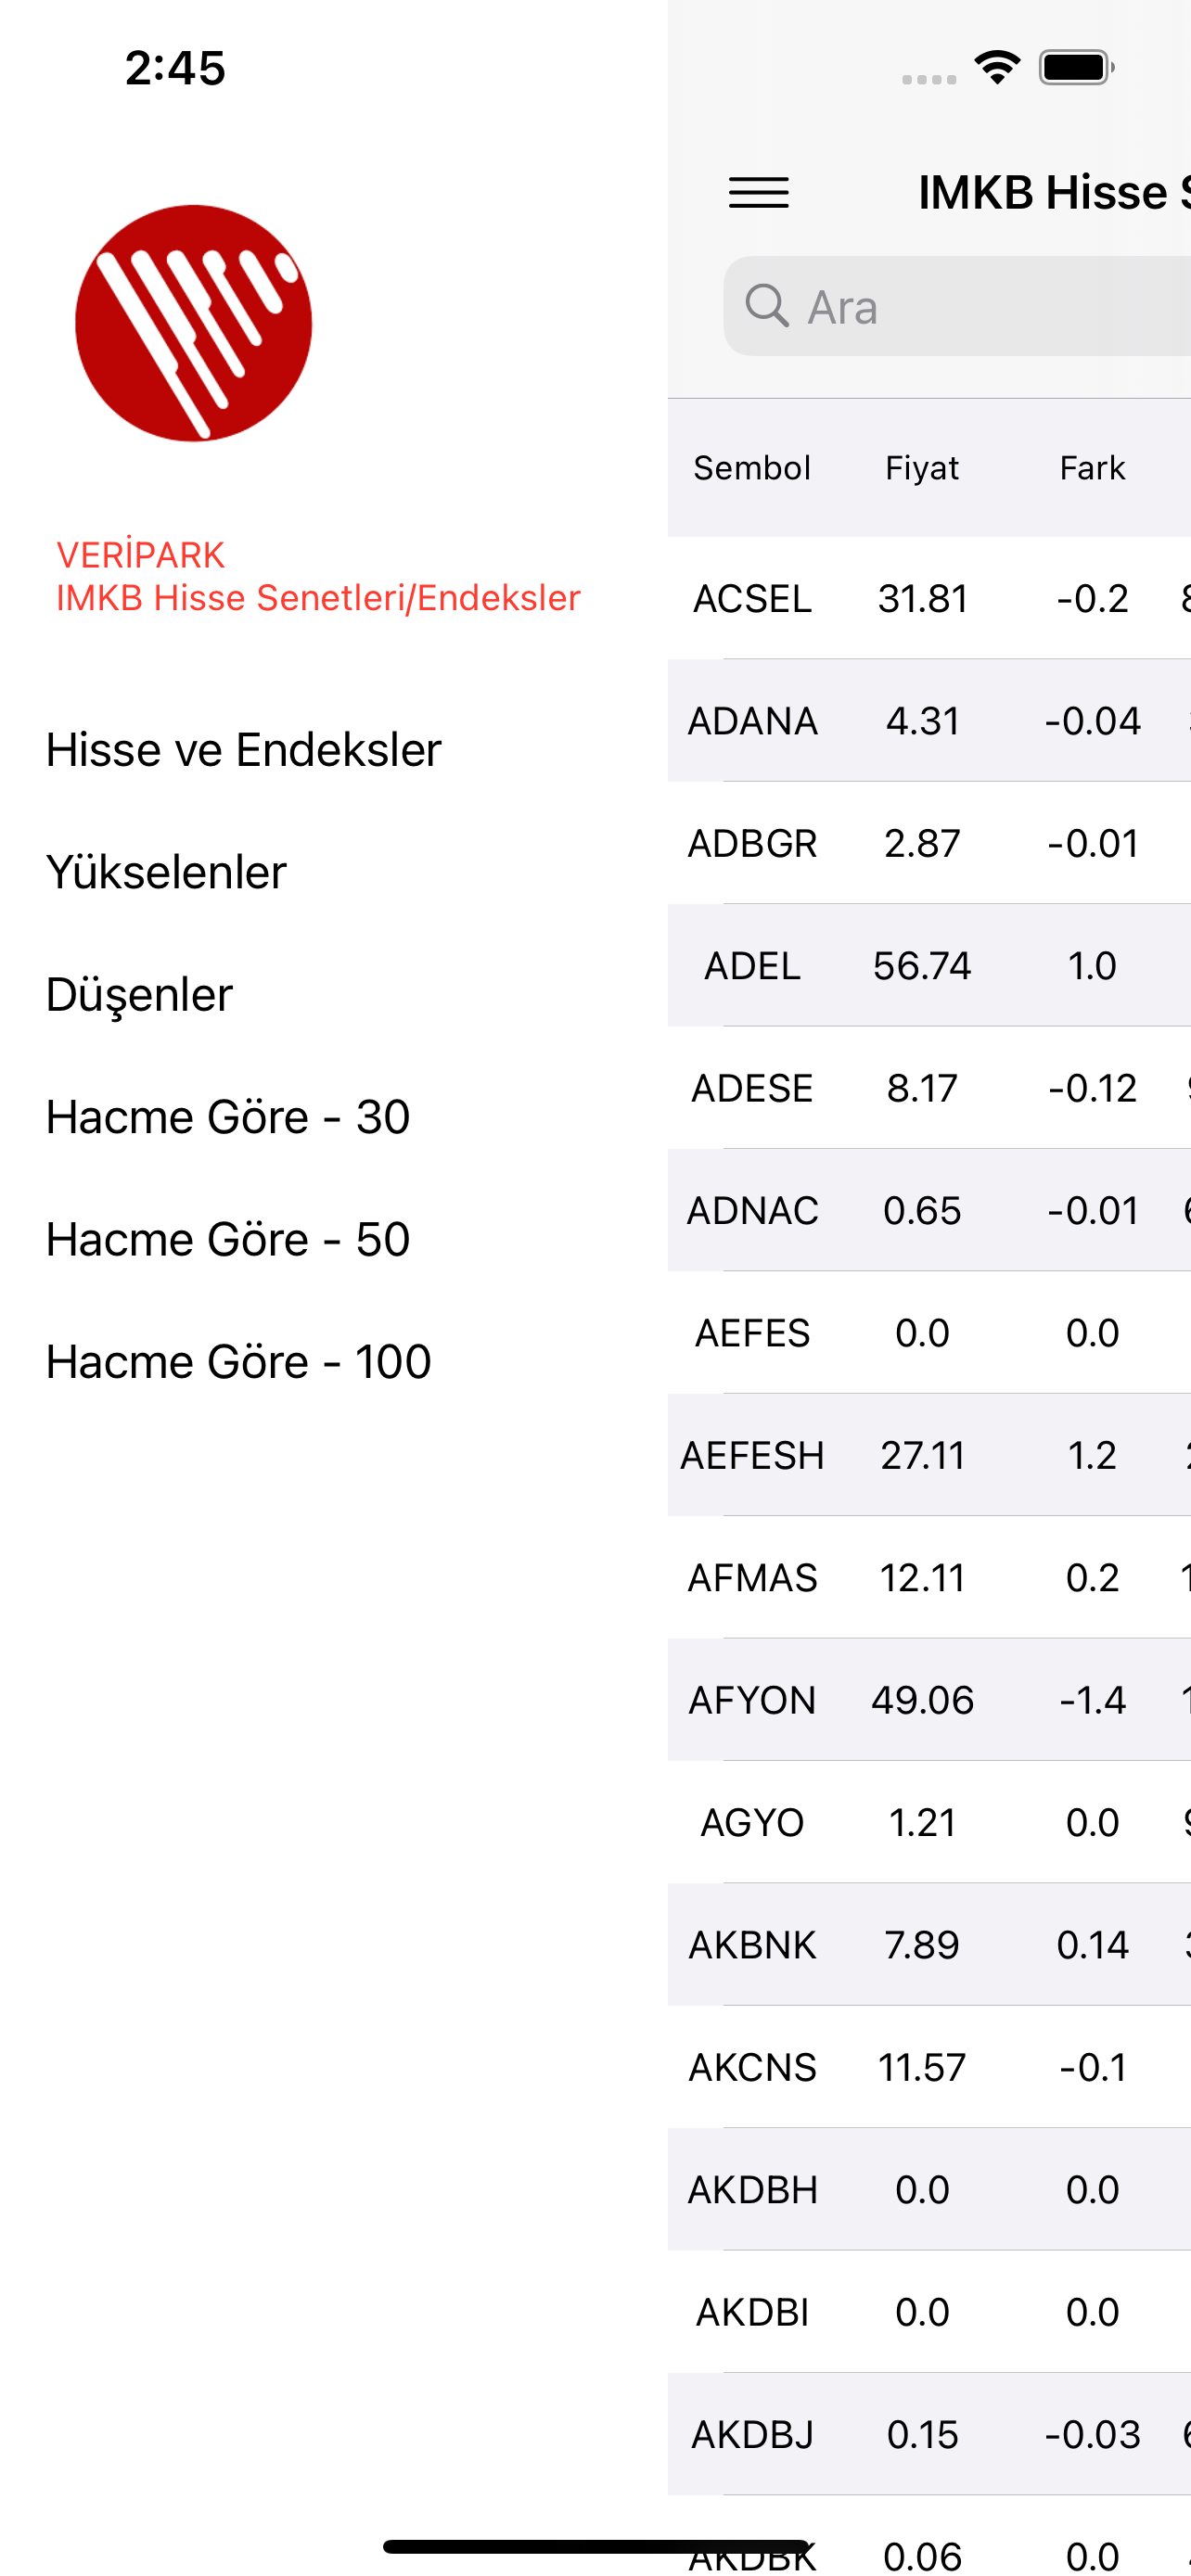 2:45
VERİPARK
IMKB Hisse Senetleri/Endeksler
Hisse ve Endeksler
Yükselenler
Düşenler
Hacme Göre - 30
Hacme Göre - 50
Hacme Göre - 100
IMKB Hisse
Ara
Sembol Fiyat Fark
ACSEL 31.81 -0.2
ADANA 4.31 -0.04
ADBGR 2.87 -0.01
ADEL 56.74 1.0
ADESE 8.17 -0.12
ADNAC 0.65 -0.01
AEFES 0.0 0.0
AEFESH 27.11 1.2
AFMAS 12.11 0.2
AFYON 49.06 -1.4
AGYO 1.21 0.0
AKBNK 7.89 0.14
AKCNS 11.57 -0.1
AKDBH 0.0 0.0
AKDBI 0.0 0.0
AKDBJ 0.15 -0.03
AKDBK 0.06 0.0